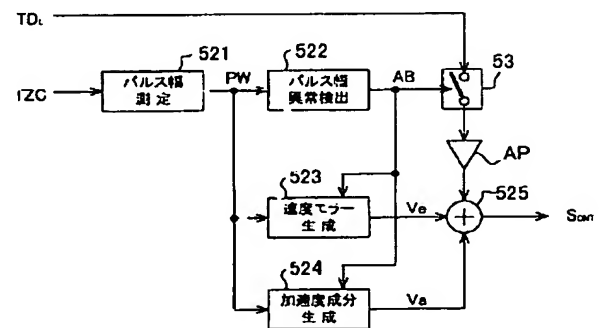 TDL
521
522
パルス幅
測定
PW
パルス幅
異常検出
AB
53
TZC
AP
523
速度エラー
生成
Ve
525
SCNT
524
加速度成分
生成
Va